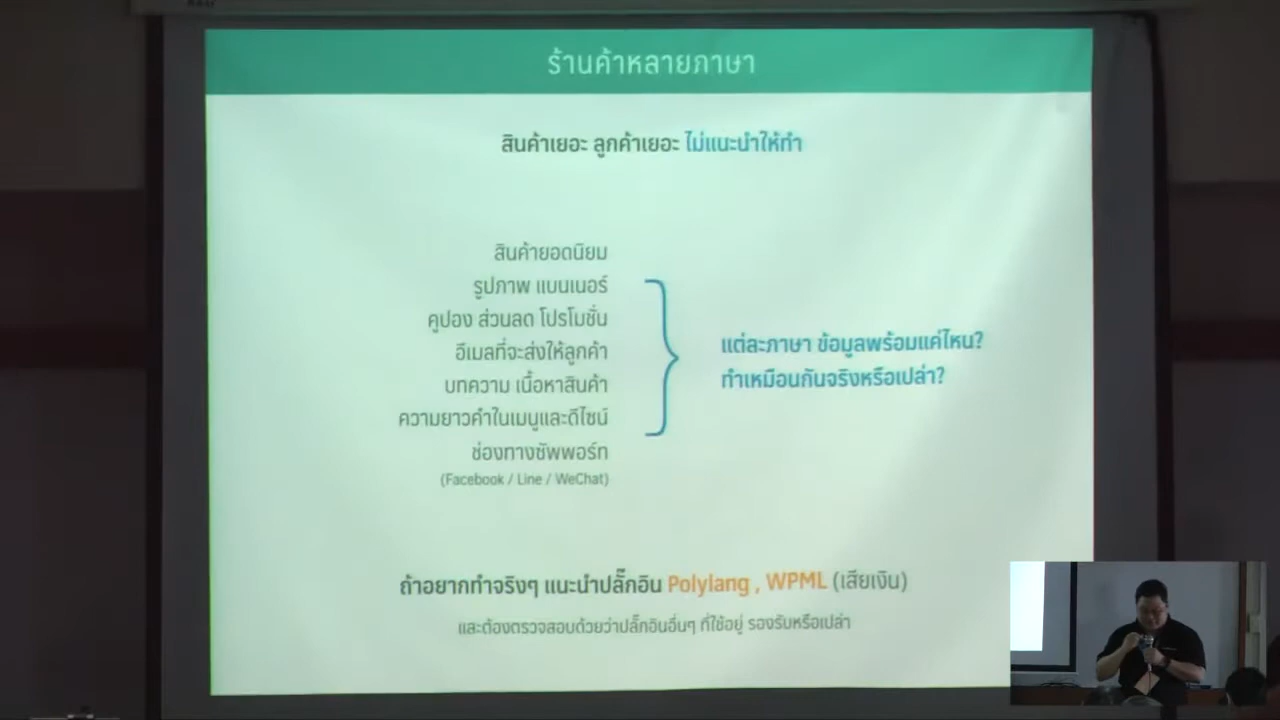 ร้านค้าหลายภาษา
สินค้าเยอะ ลูกค้าเยอะ ไม่แนะนำให้ทำ
สินค้ายอดนิยม
รูปภาพ แบนเนอร์
คูปอง ส่วนลด โปรโมชั่น
อีเมลที่จะส่งให้ลูกค้า
บทความ เนื้อหาสินค้า
ความยาวคำในเมนูและดีไซน์
ช่องทางซัพพอร์ท
(Facebook / Line / WeChat)
แต่ละภาษา ข้อมูลพร้อมแค่ไหน?
ทำเหมือนกันจริงหรือเปล่า?
ถ้าอยากทำจริงๆ แนะนำปลั๊กอิน Polylang , WPML (เสียเงิน)
และต้องตรวจสอบด้วยว่าปลั๊กอินอื่นๆ ที่ใช้อยู่ รองรับหรือเปล่า